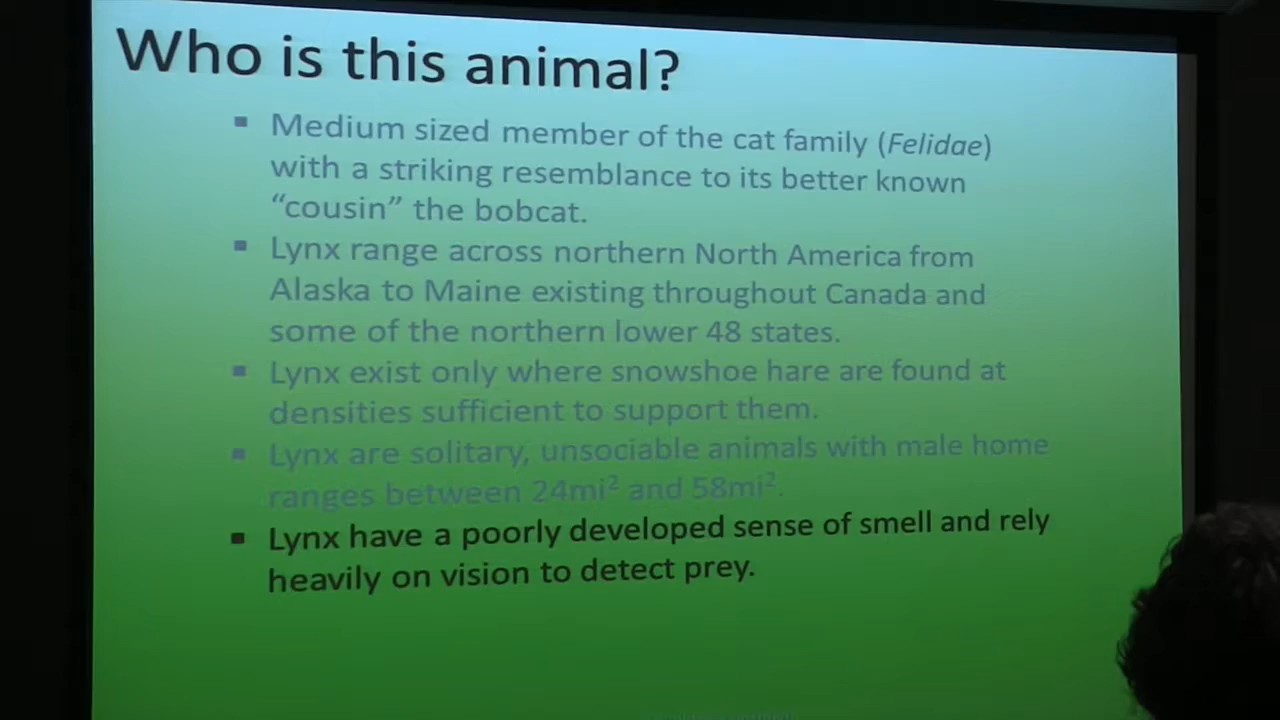 Who is this animal?
▪ Medium sized member of the cat family (Felidae)
with a striking resemblance to its better known
“cousin” the bobcat.
▪ Lynx range across northern North America from
Alaska to Maine existing throughout Canada and
some of the northern lower 48 states.
▪ Lynx exist only where snowshoe hare are found at
densities sufficient to support them.
▪ Lynx are solitary, unsociable animals with male home
ranges between 24mi² and 58mi².
▪ Lynx have a poorly developed sense of smell and rely
heavily on vision to detect prey.